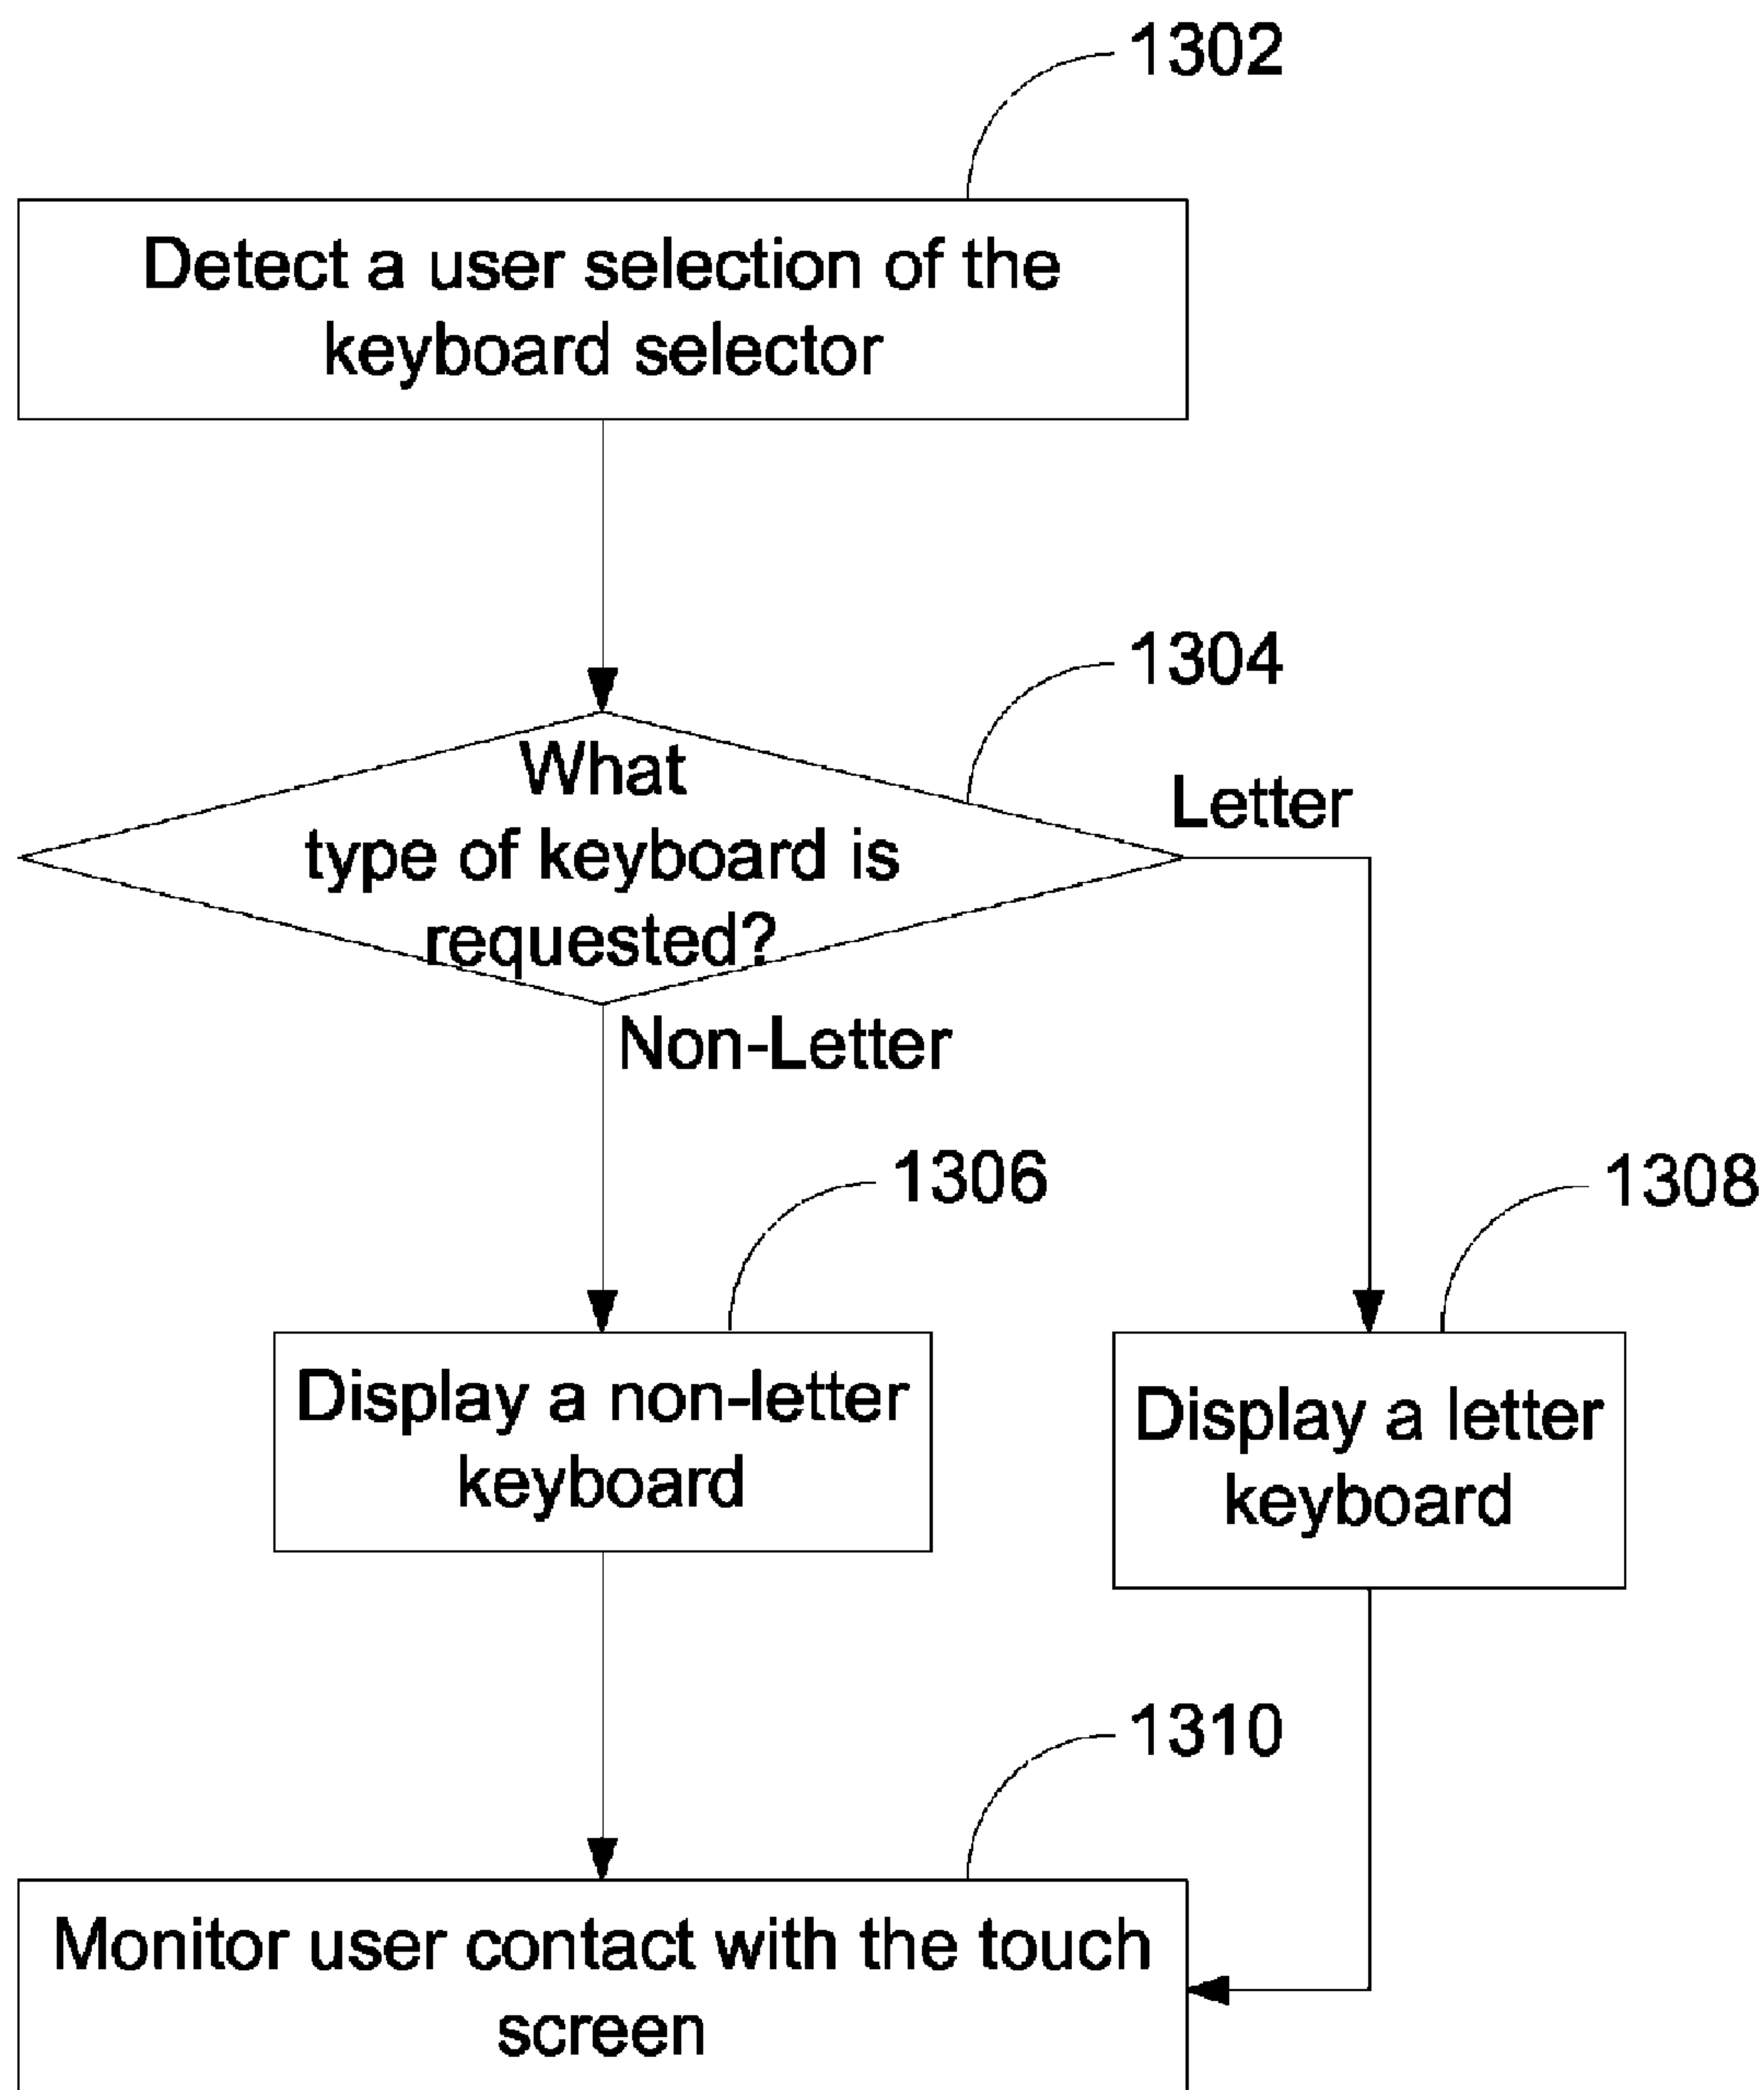 1302
Detect a user selection of the
keyboard selector
1304
What
type of keyboard is
requested?
Letter
Non-Letter
1306
1308
Display a non-letter
keyboard
Display a letter
keyboard
1310
Monitor user contact with the touch
screen